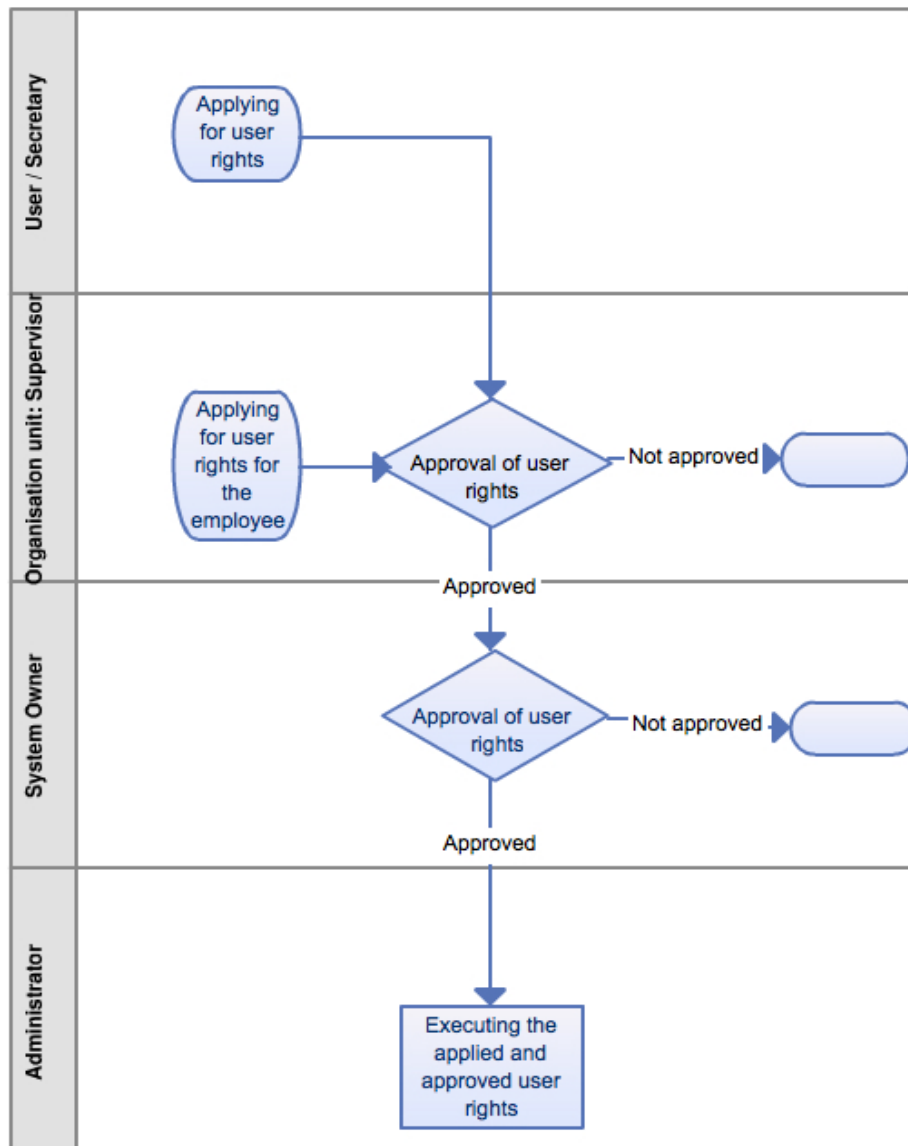 User / Secretary
Applying
for user
rights
Organisation unit: Supervisor
Applying
for user
rights for
the
employee
Approval of user
rights
Not approved
Approved
System Owner
Approval of user
rights
Not approved
Approved
Administrator
Executing the
applied and
approved user
rights